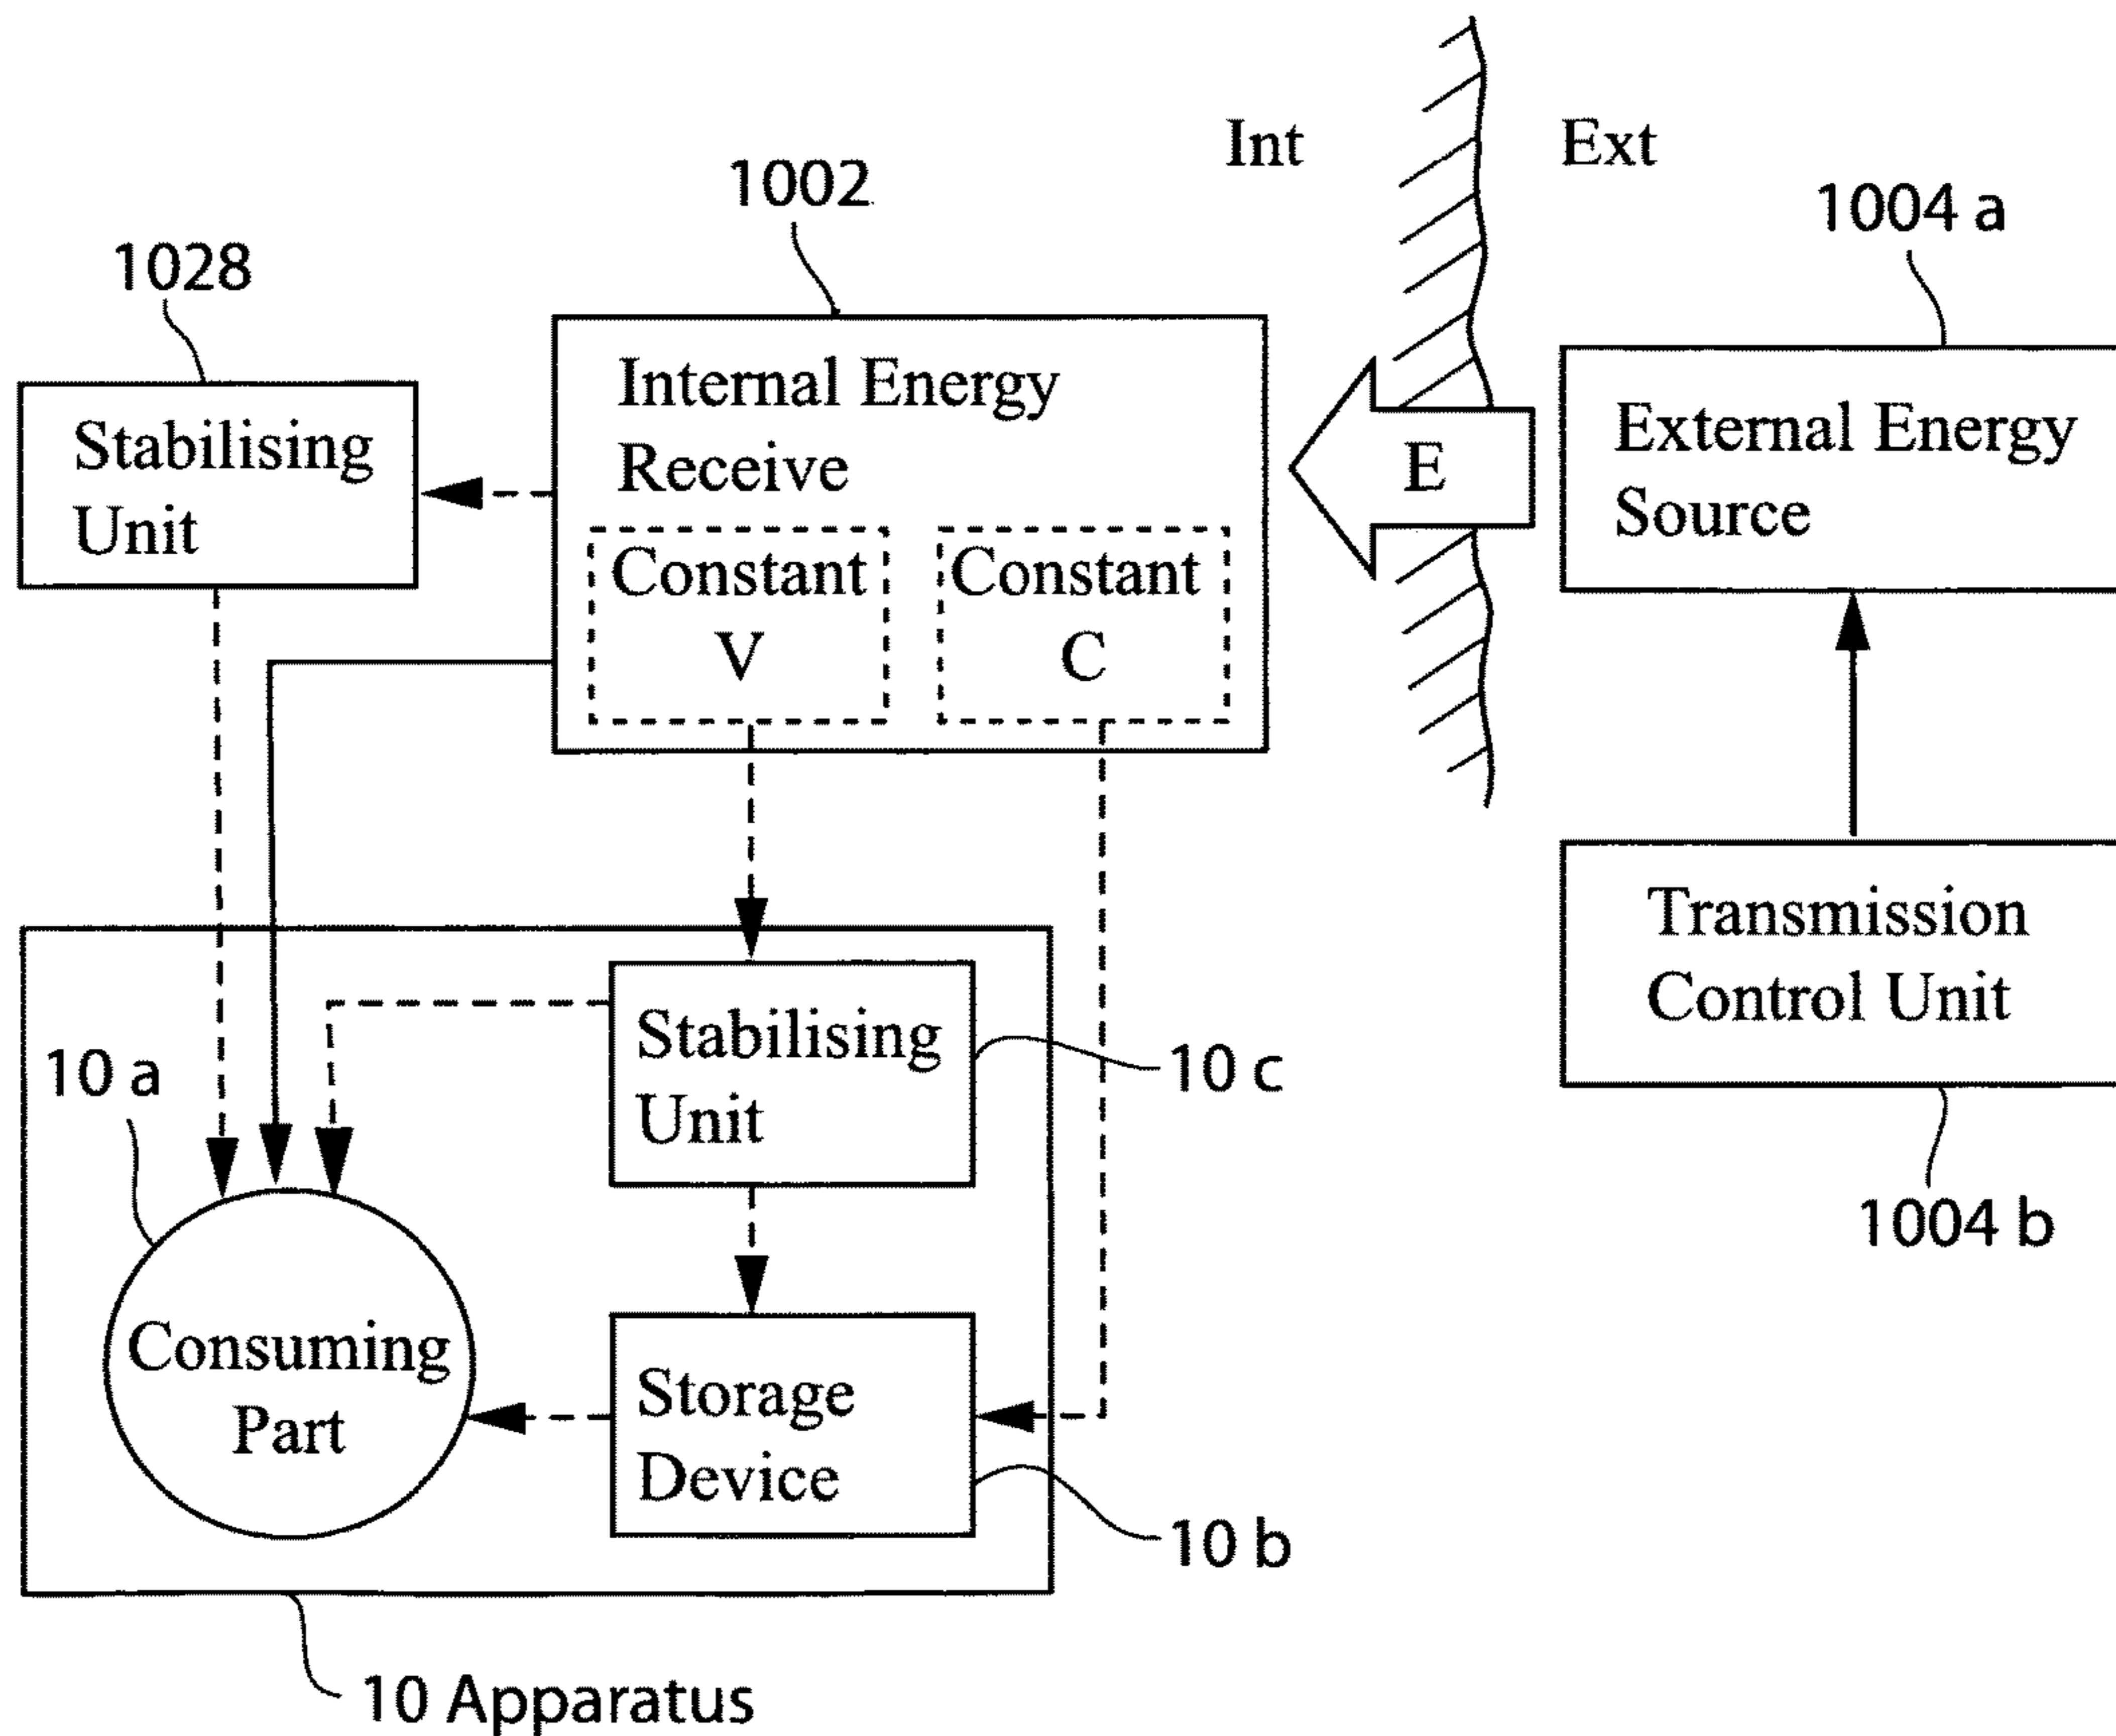 Int
Ext
1002
1004 a
1028
Internal Energy
Receive
Stabilising
Unit
E
External Energy
Source
Constant
V
Constant
C
Transmission
Control Unit
Stabilising
Unit
10 a
10 c
1004 b
Consuming
Part
Storage
Device
10 b
10 Apparatus